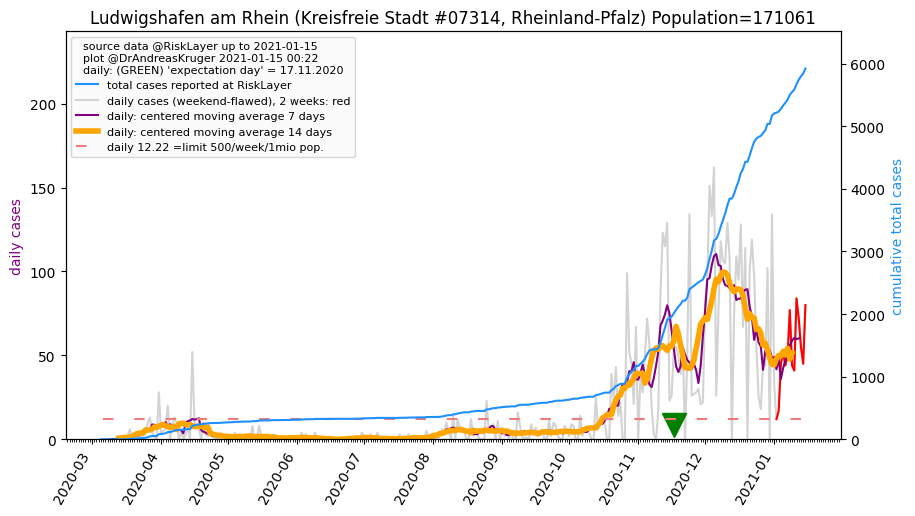 Ludwigshafen am Rhein (Kreisfreie Stadt #07314, Rheinland-Pfalz) Population=171061
source data @RiskLayer up to 2021-01-15
plot @DrAndreasKruger 2021-01-15 00:22
daily: (GREEN) 'expectation day' = 17.11.2020
total cases reported at RiskLayer
daily cases (weekend-flawed), 2 weeks: red
daily: centered moving average 7 days
daily: centered moving average 14 days
daily 12.22 =limit 500/week/1mio pop.
daily cases
200
150
100
50
0
cumulative total cases
6000
5000
4000
3000
2000
1000
0
2020-03
2020-04
2020-05
2020-06
2020-07
2020-08
2020-09
2020-10
2020-11
2020-12
2021-01